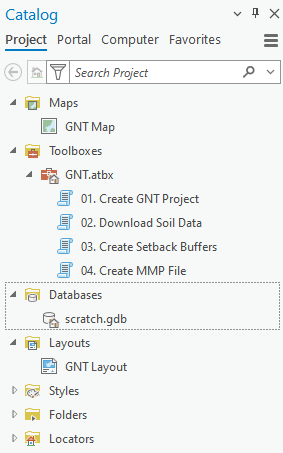 Catalog
Project Portal Computer Favorites
Search Project
Maps
GNT Map
Toolboxes
GNT.atbx
01. Create GNT Project
02. Download Soil Data
03. Create Setback Buffers
04. Create MMP File
Databases
scratch.gdb
Layouts
GNT Layout
Styles
Folders
Locators